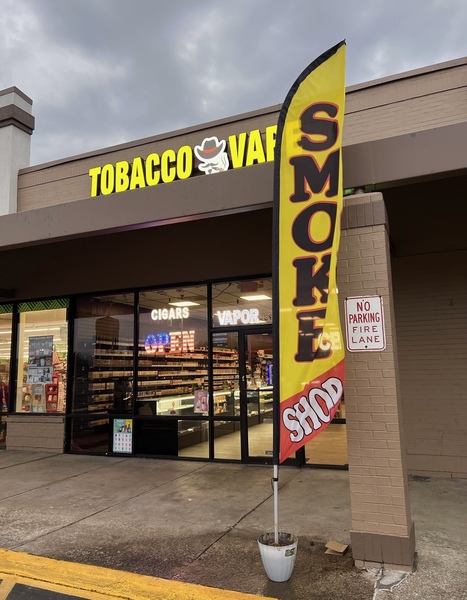 TOBACCO VAP
SMOKE
SHOP
CIGARS
VAPOR
OPEN
NO
PARKING
FIRE
LANE